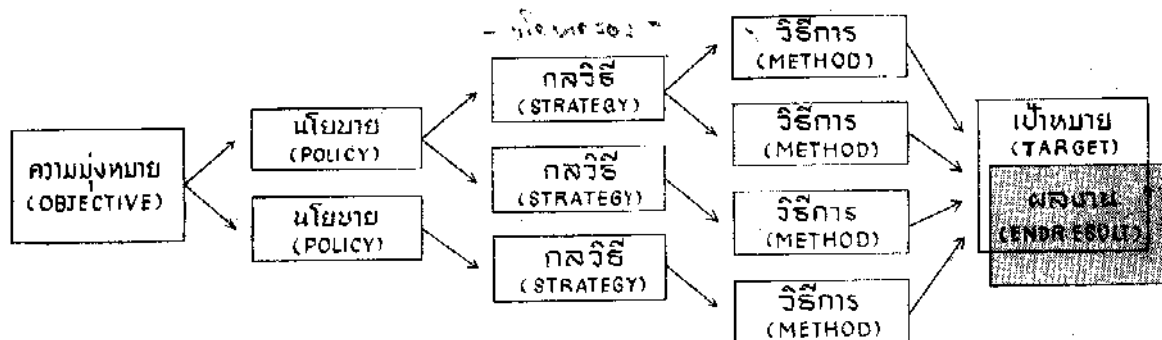 ความมุ่งหมาย
(OBJECTIVE)
นโยบาย
(POLICY)
นโยบาย
(POLICY)
กลวิธี
(STRATEGY)
กลวิธี
(STRATEGY)
กลวิธี
(STRATEGY)
วิธีการ
(METHOD)
วิธีการ
(METHOD)
วิธีการ
(METHOD)
วิธีการ
(METHOD)
เป้าหมาย
(TARGET)
ผลงาน
(ENDR EBULT)